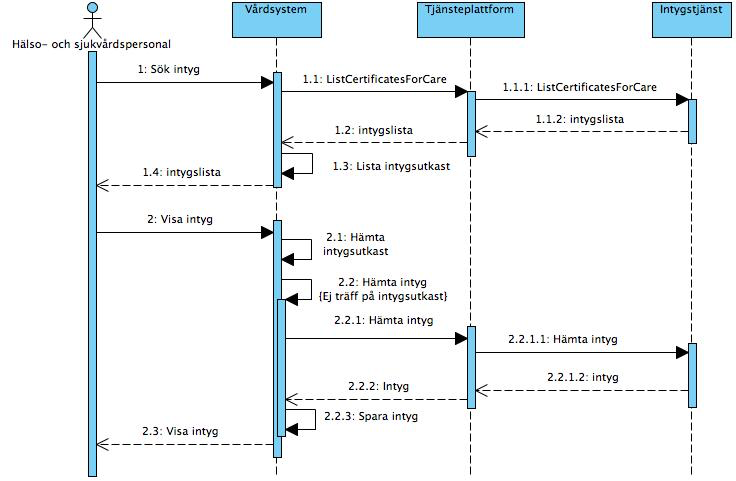 Vårdsystem
Tjänsteplattform
Intygstjänst
Hälso- och sjukvårdspersonal
1: Sök intyg
1.1: ListCertificatesForCare
1.1.1: ListCertificatesForCare
1.1.2: intygslista
1.2: intygslista
1.3: Lista intygsutkast
1.4: intygslista
2: Visa intyg
2.1: Hämta
intygsutkast
2.2: Hämta intyg
{Ej träff på intygsutkast}
2.2.1: Hämta intyg
2.2.1.1: Hämta intyg
2.2.1.2: intyg
2.2.2: Intyg
2.2.3: Spara intyg
2.3: Visa intyg